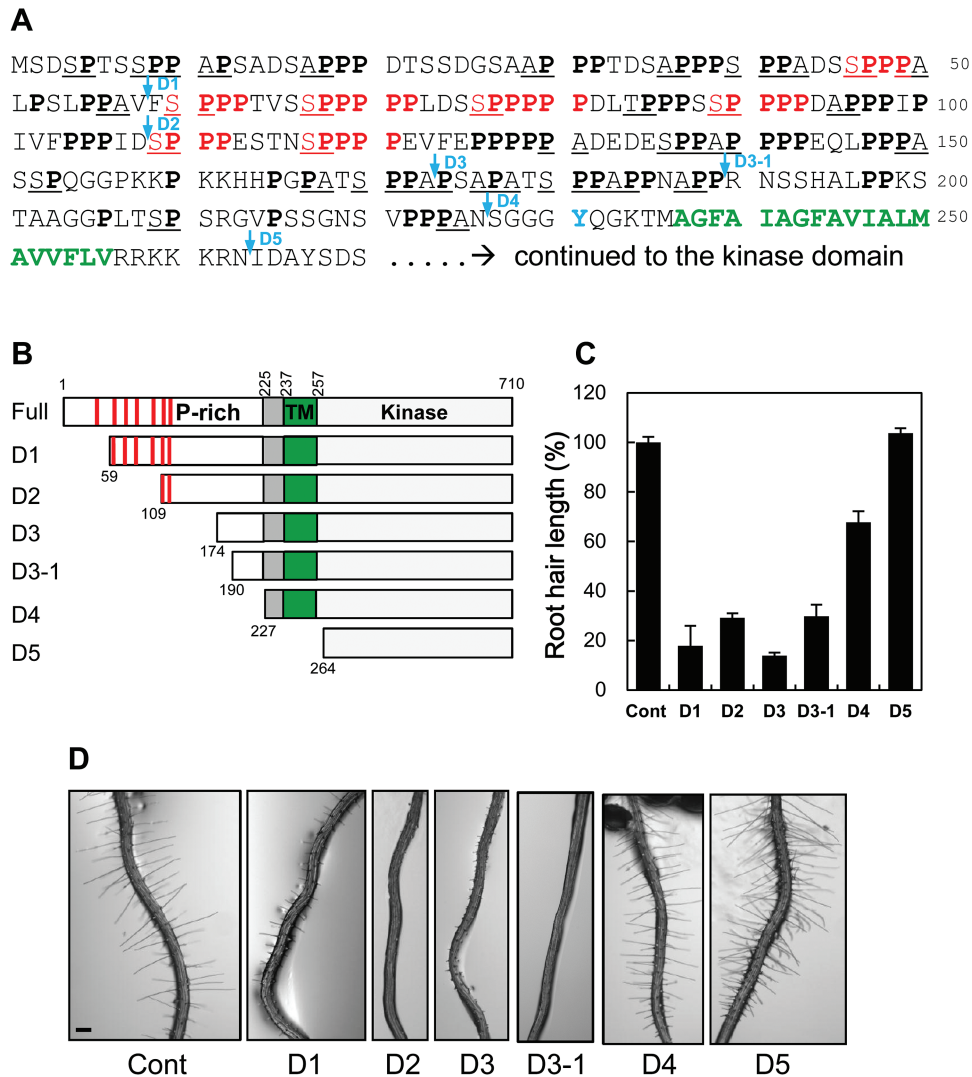 A
MSDSPTSSPP APSADSAPPP DTSSDGSAAP PPTDSAPPPS PPADSSPPPA 50
D1
LPSLPPAVFS PPPTVSSPPP PPLDSSPPPP PDLTPPPSSP PPPDAPPPIP 100
D2
IVFPPPIDSP PPESTNSPPP PEVFEPPPPP ADEDESPPAP PPPEQLPPPA 150
D3 D3-1
SSPQGGPKKP KKHHPGPATS PPAPSAPATS PPAPPNAPPR NSSHALPPKS 200
D4
TAAGGPLTSP SRGVPSSGNS VPPPANSGGG YQGKTMAGFA IAGFAVIALM 250
D5
AVVFLVRRKK KRNIDAYSDS .....→ continued to the kinase domain
B
1 225 237 257 710
Full P-rich TM Kinase
D1
59
D2
109
D3
174
D3-1
190
D4
227
D5
264
C
Root hair length (%)
120
100
80
60
40
20
0
Cont D1 D2 D3 D3-1 D4 D5
D
Cont D1 D2 D3 D3-1 D4 D5